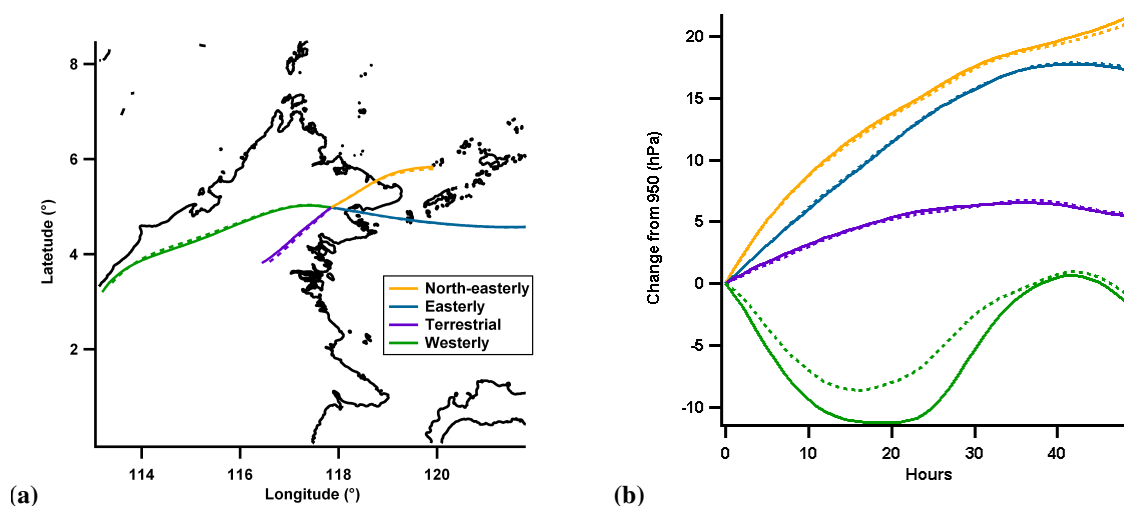 8
6
4
2
Latetude (°)
114
116
118
120
Longitude (°)
North-easterly
Easterly
Terrestrial
Westerly
(a)
20
15
10
5
0
-5
-10
Change from 950 (hPa)
0
10
20
30
40
Hours
(b)